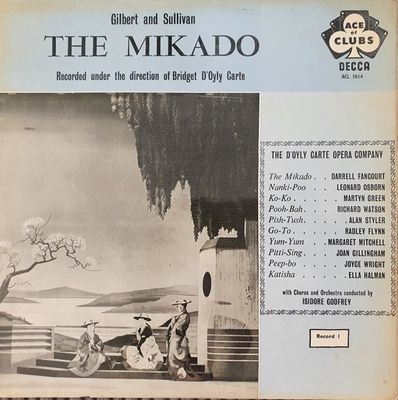 Gilbert and Sullivan
THE MIKADO
Recorded under the direction of Bridget D'Oyly Carte
ACE
of
CLUBS
DECCA
ACL 1014
THE D'OYLY CARTE OPERA COMPANY
The Mikado . . DARRELL FANCOURT
Nanki-Poo . . . LEONARD OSBORN
Ko-Ko . . . . . . MARTYN GREEN
Pooh-Bah . . . RICHARD WATSON
Pish-Tush . . . . . ALAN STYLER
Go-To . . . . . RADLEY FLYNN
Yum-Yum . . MARGARET MITCHELL
Pitti-Sing . . . JOAN GILLINGHAM
Peep-bo . . . . JOYCE WRIGHT
Katisha . . . . . ELLA HALMAN
with Chorus and Orchestra conducted by
ISIDORE GODFREY
Record 1